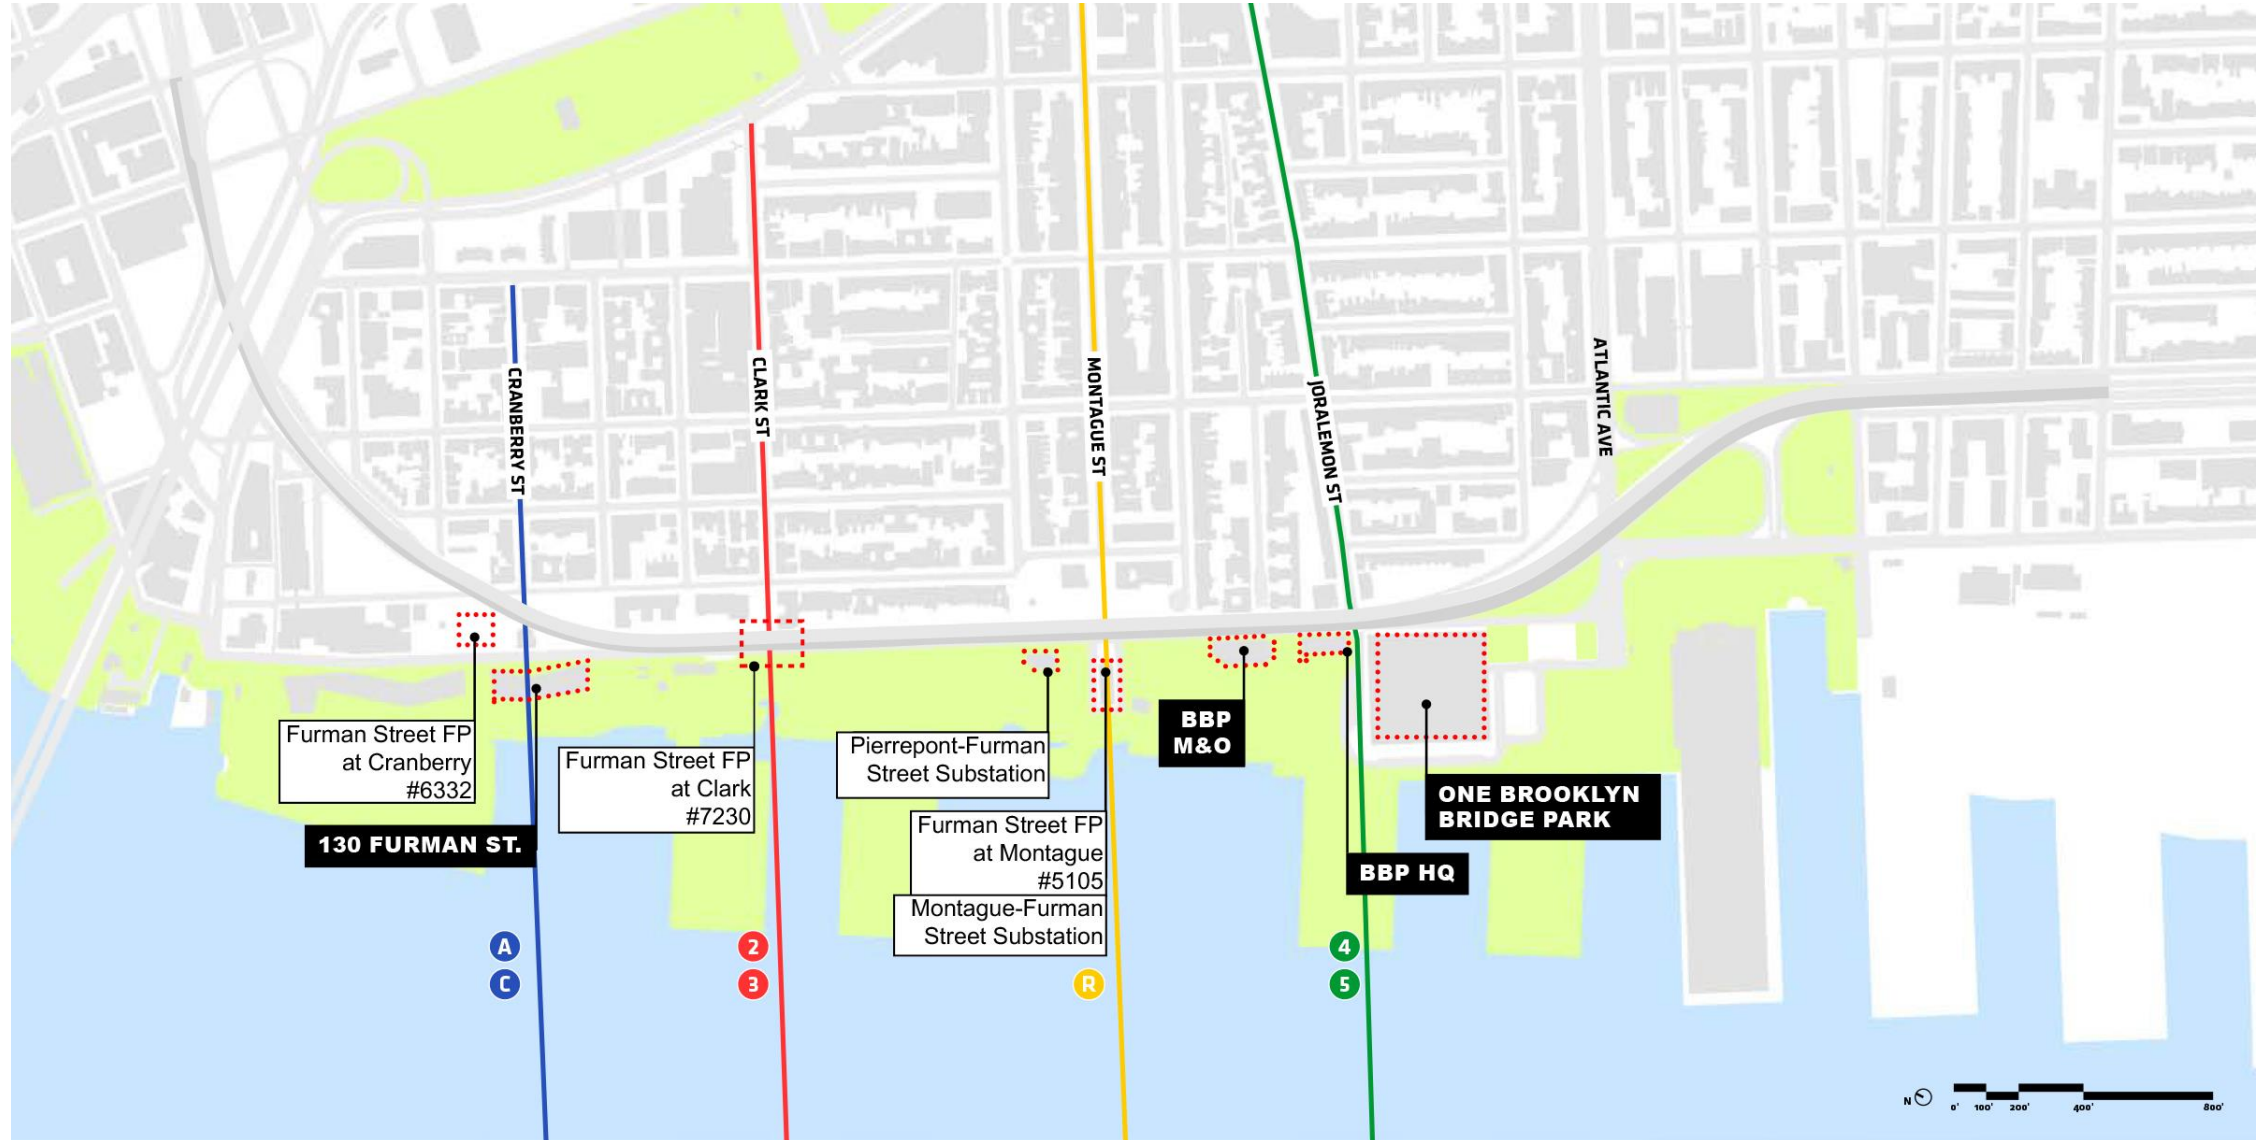 CRANBERRY ST
CLARK ST
MONTAGUE ST
JORALEMON ST
ATLANTIC AVE
Furman Street FP
at Cranberry
#6332
130 FURMAN ST.
Furman Street FP
at Clark
#7230
Pierrepont-Furman
Street Substation
Furman Street FP
at Montague
#5105
Montague-Furman
Street Substation
BBP
M&O
BBP HQ
ONE BROOKLYN
BRIDGE PARK
A
C
2
3
R
4
5
N
0' 100' 200' 400' 800'